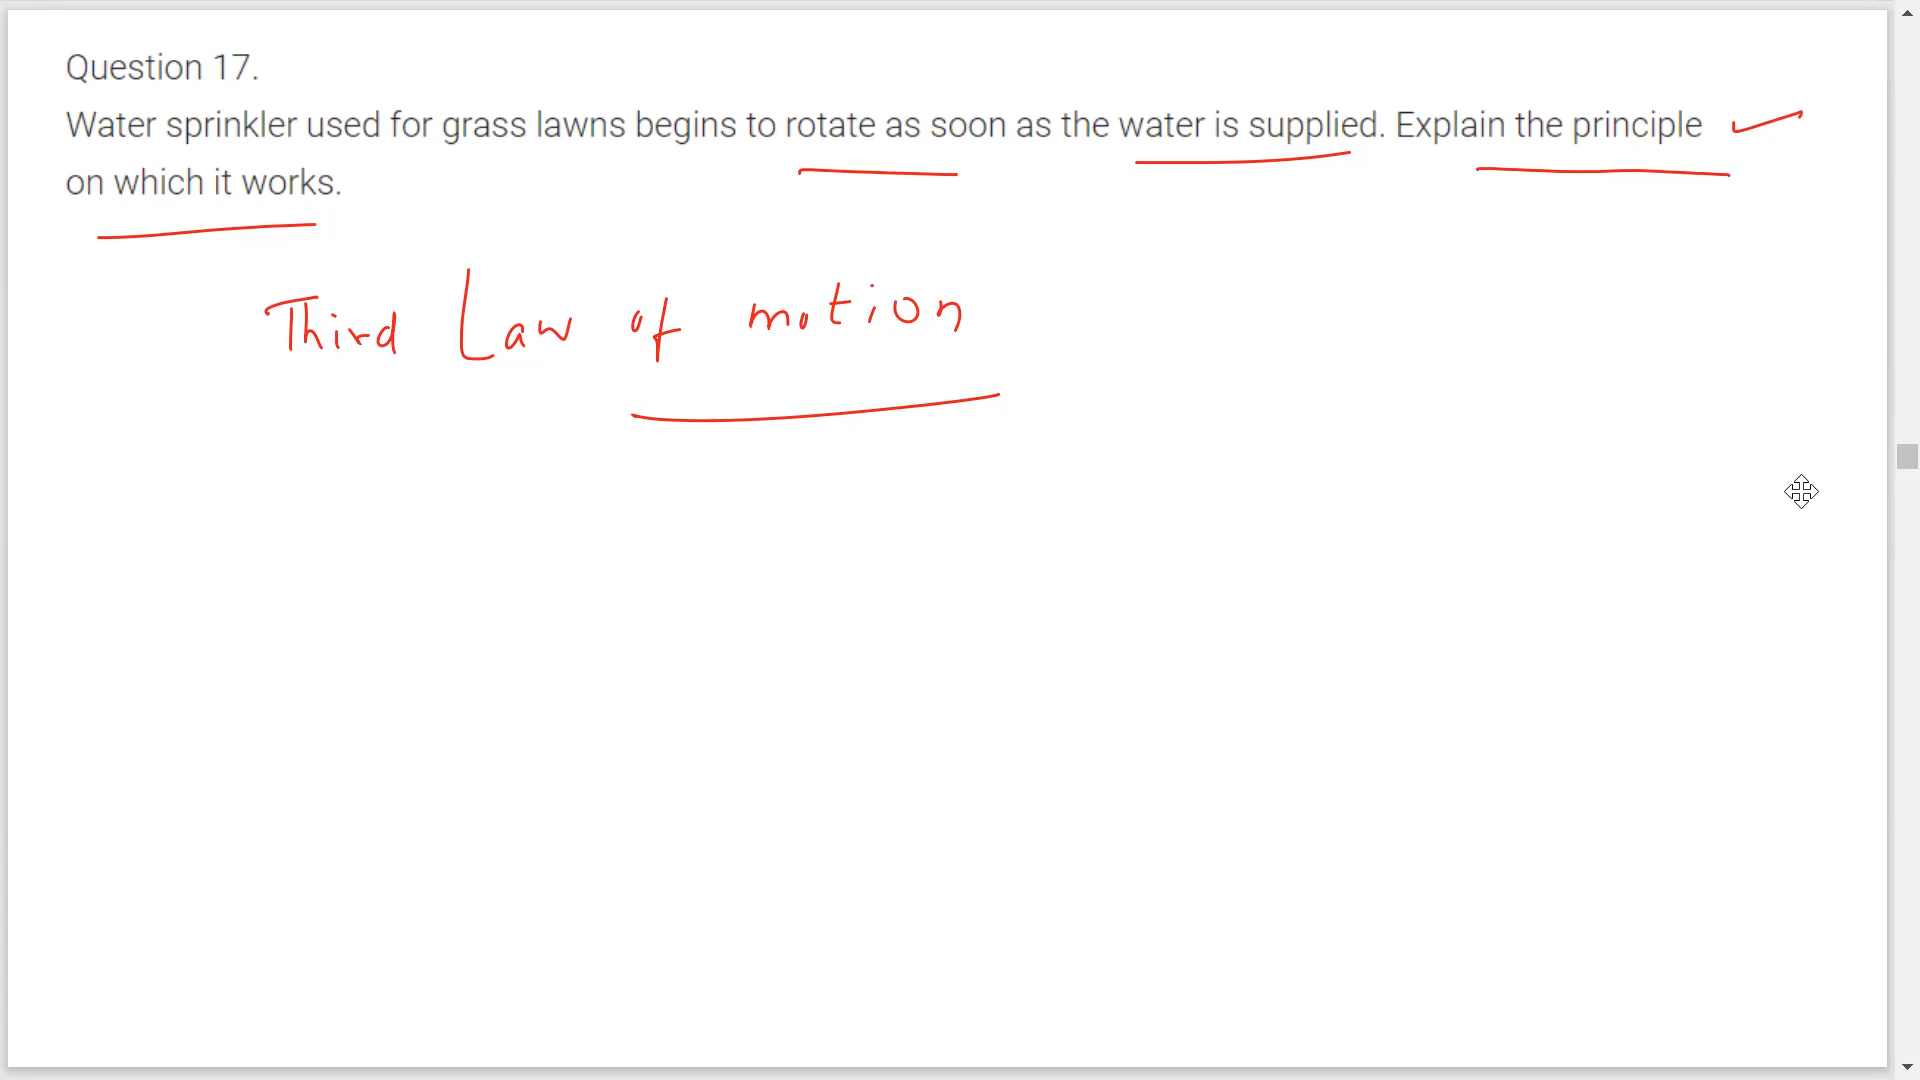 Question 17.
Water sprinkler used for grass lawns begins to rotate as soon as the water is supplied. Explain the principle
on which it works.
Third Law of motion